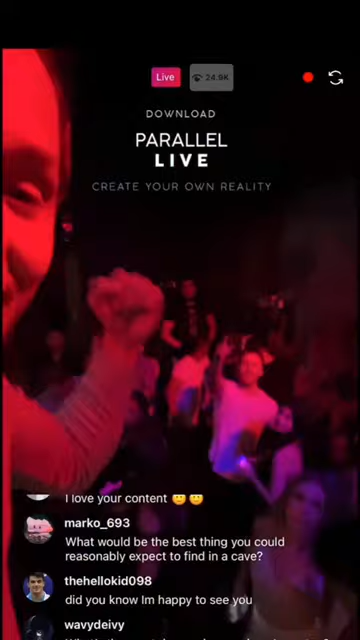 Live
24.9K
DOWNLOAD
PARALLEL
LIVE
CREATE YOUR OWN REALITY
I love your content 😇😇
marko_693
What would be the best thing you could
reasonably expect to find in a cave?
thehellokid098
did you know Im happy to see you
wavydeivy